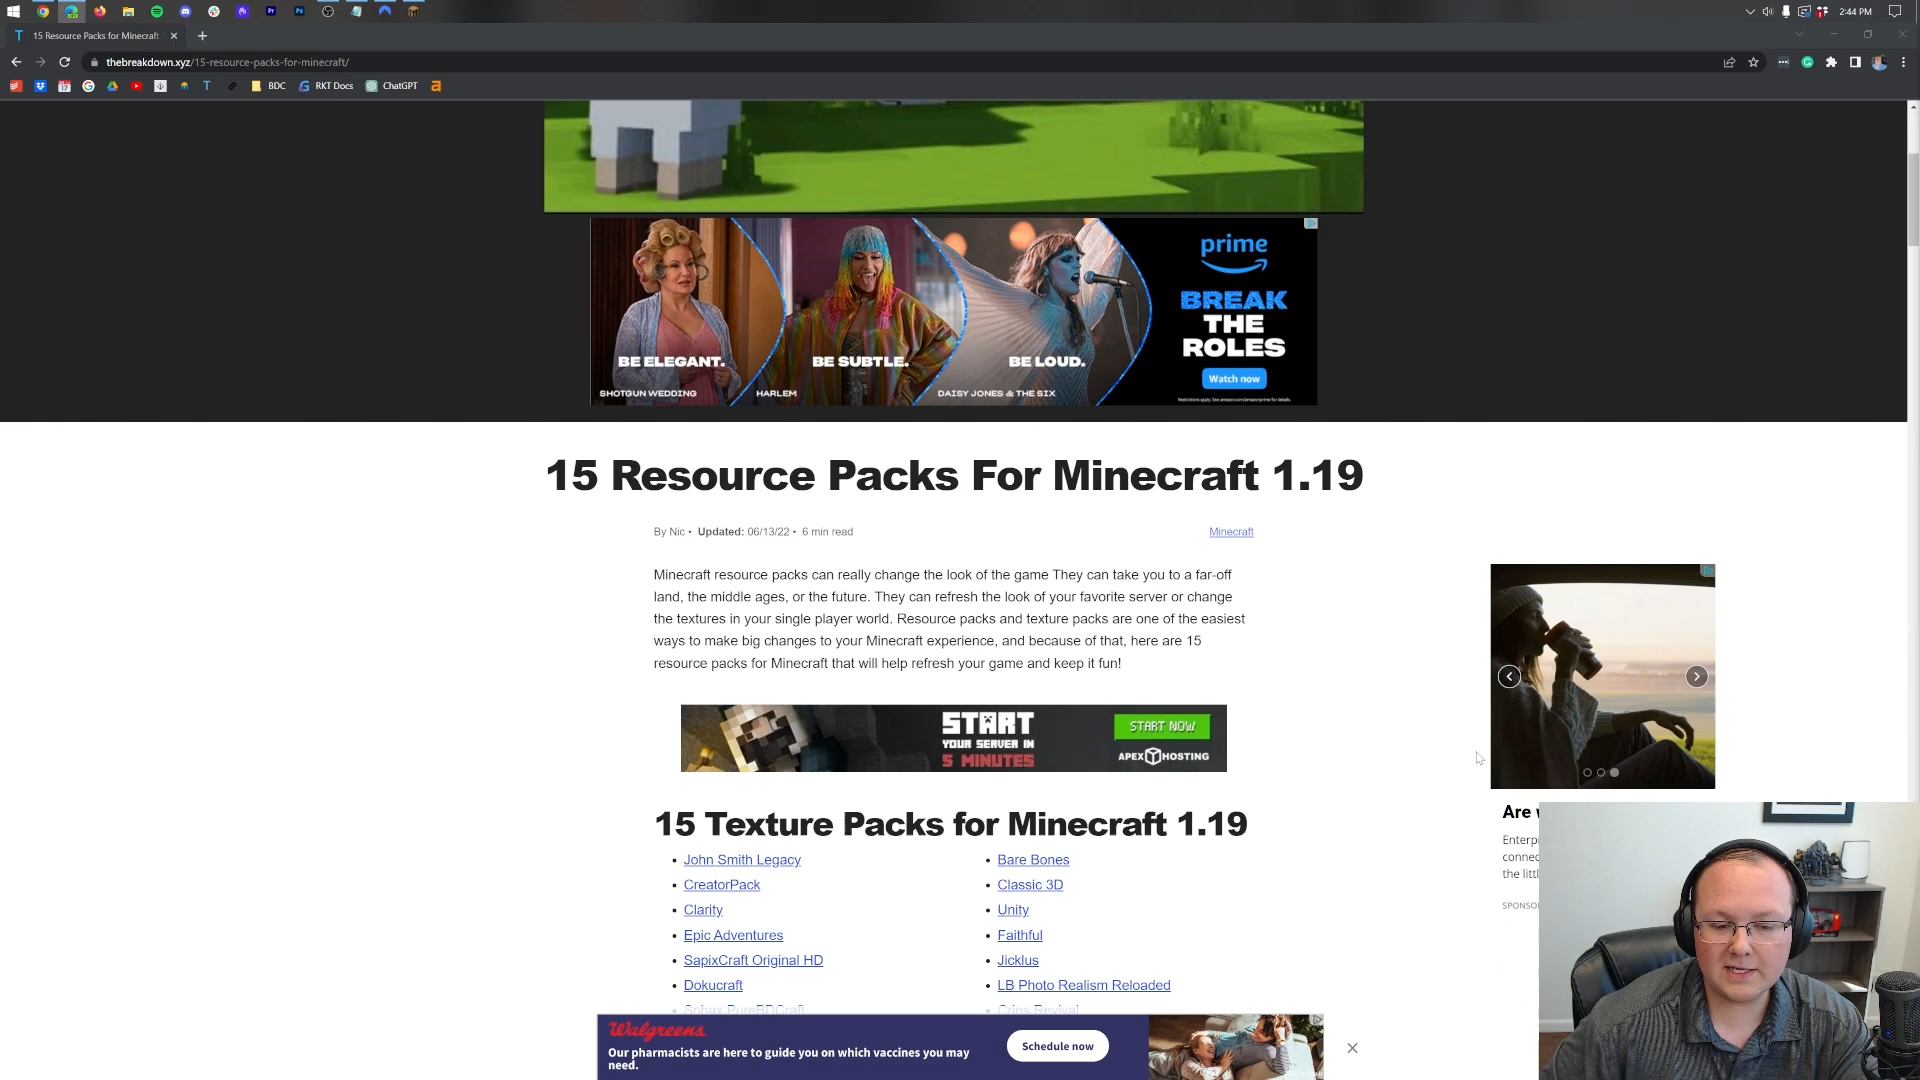 2:44 PM
15 Resource Packs for Minecraft
thebreakdown.xyz/15-resource-packs-for-minecraft/
BDC
RKT Docs
ChatGPT
prime
BREAK
THE
ROLES
Watch now
BE ELEGANT.
BE SUBTLE.
BE LOUD.
SHOTGUN WEDDING
HARLEM
DAISY JONES & THE SIX
15 Resource Packs For Minecraft 1.19
By Nic • Updated: 06/13/22 • 6 min read
Minecraft
Minecraft resource packs can really change the look of the game They can take you to a far-off
land, the middle ages, or the future. They can refresh the look of your favorite server or change
the textures in your single player world. Resource packs and texture packs are one of the easiest
ways to make big changes to your Minecraft experience, and because of that, here are 15
resource packs for Minecraft that will help refresh your game and keep it fun!
START
YOUR SERVER IN
5 MINUTES
START NOW
APEX HOSTING
15 Texture Packs for Minecraft 1.19
• John Smith Legacy
• CreatorPack
• Clarity
• Epic Adventures
• SapixCraft Original HD
• Dokucraft
Sphax PureBDCraft
• Bare Bones
• Classic 3D
• Unity
• Faithful
• Jicklus
• LB Photo Realism Reloaded
Are
Enterp
connec
the littl
SPONSO
Walgreens
Our pharmacists are here to guide you on which vaccines you may
need.
Schedule now